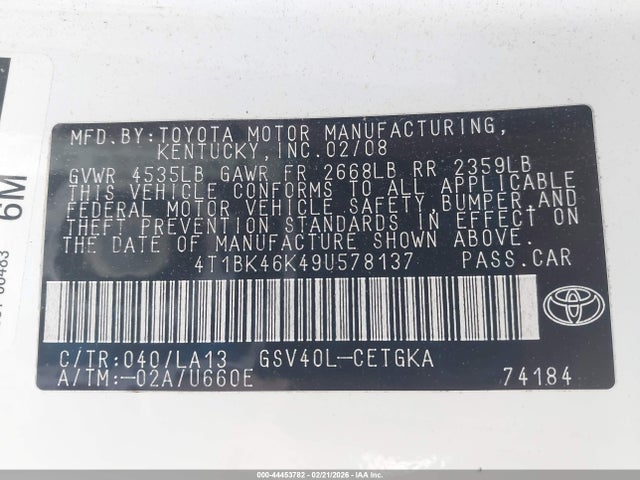 MFD.BY:TOYOTA MOTOR MANUFACTURING,
KENTUCKY,INC.02/08
GVWR 4535LB GAWR FR 2668LB RR 2359LB
THIS VEHICLE CONFORMS TO ALL APPLICABLE
FEDERAL MOTOR VEHICLE SAFETY,BUMPER,AND
THEFT PREVENTION STANDARDS IN EFFECT ON
THE DATE OF MANUFACTURE SHOWN ABOVE.
4T1BK46K49U578137 PASS.CAR
C/TR:040/LA13 GSV40L-CETGKA
A/TM:-02A/U660E 74184
6M
000-44453782 - 02/21/2026 - IAA Inc.